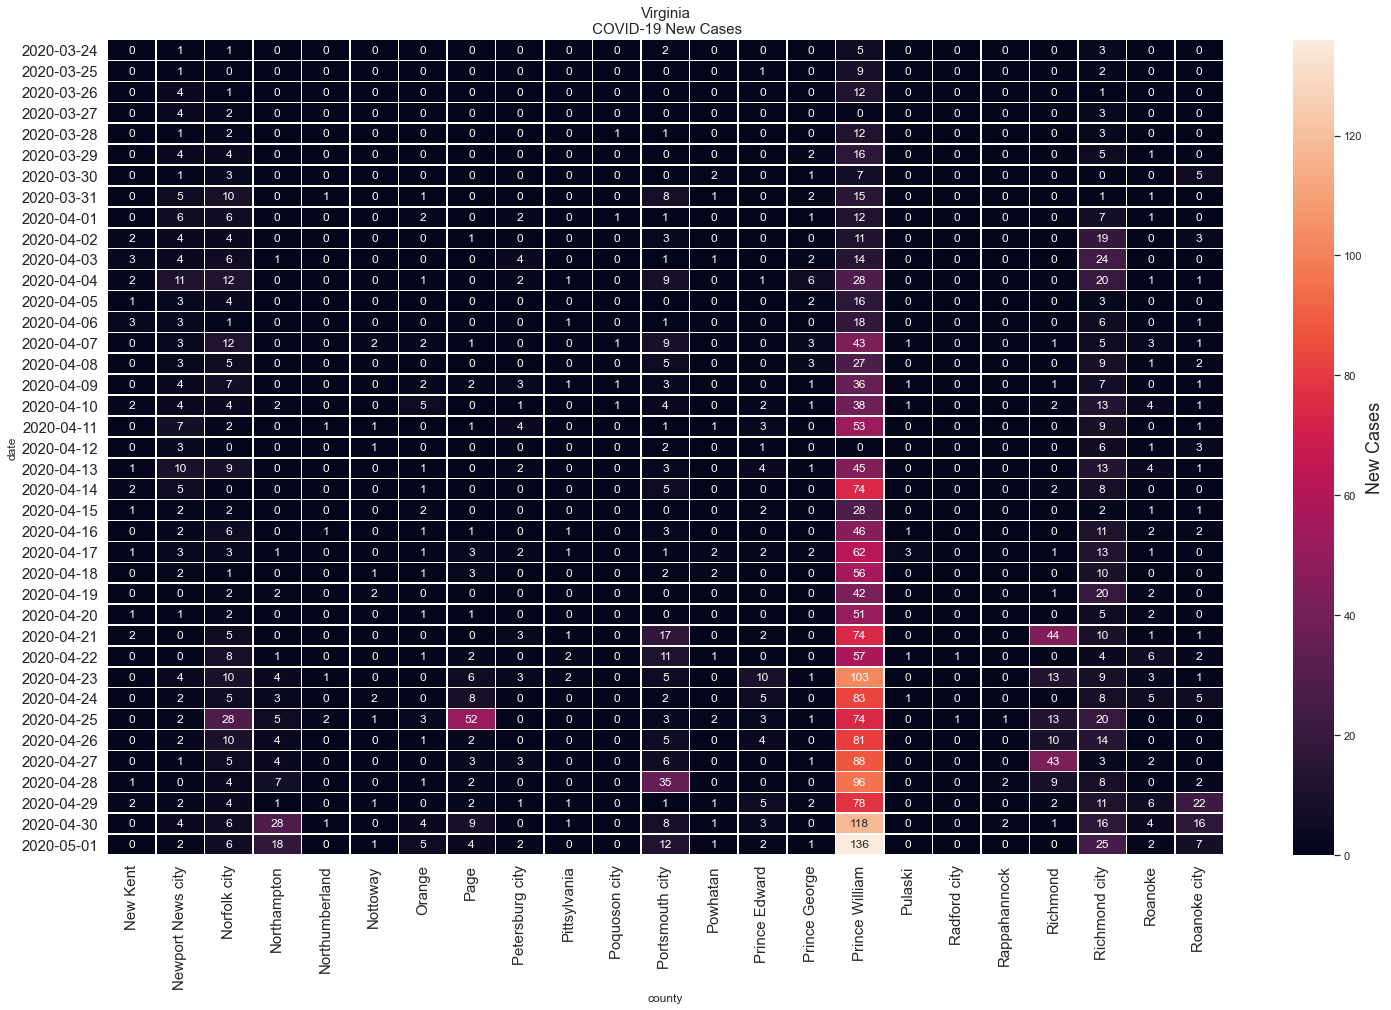 Virginia
COVID-19 New Cases
2020-03-24 0 1 1 0 0 0 0 0 0 0 0 2 0 0 0 5 0 0 0 0 3 0 0
2020-03-25 0 1 0 0 0 0 0 0 0 0 0 0 0 1 0 9 0 0 0 0 2 0 0
2020-03-26 0 4 1 0 0 0 0 0 0 0 0 0 0 0 0 12 0 0 0 0 1 0 0
2020-03-27 0 4 2 0 0 0 0 0 0 0 0 0 0 0 0 0 0 0 0 0 3 0 0
2020-03-28 0 1 2 0 0 0 0 0 0 0 1 1 0 0 0 12 0 0 0 0 3 0 0
2020-03-29 0 4 4 0 0 0 0 0 0 0 0 0 0 0 2 16 0 0 0 0 5 1 0
2020-03-30 0 1 3 0 0 0 0 0 0 0 0 0 2 0 1 7 0 0 0 0 0 0 5
2020-03-31 0 5 10 0 1 0 1 0 0 0 0 8 1 0 2 15 0 0 0 0 1 1 0
2020-04-01 0 6 6 0 0 0 2 0 2 0 1 1 0 0 1 12 0 0 0 0 7 1 0
2020-04-02 2 4 4 0 0 0 0 1 0 0 0 3 0 0 0 11 0 0 0 0 19 0 3
2020-04-03 3 4 6 1 0 0 0 0 4 0 0 1 1 0 2 14 0 0 0 0 24 0 0
2020-04-04 2 11 12 0 0 0 1 0 2 1 0 9 0 1 6 28 0 0 0 0 20 1 1
2020-04-05 1 3 4 0 0 0 0 0 0 0 0 0 0 0 2 16 0 0 0 0 3 0 0
2020-04-06 3 3 1 0 0 0 0 0 0 1 0 1 0 0 0 18 0 0 0 0 6 0 1
2020-04-07 0 3 12 0 0 2 2 1 0 0 1 9 0 0 3 43 1 0 0 1 5 3 1
2020-04-08 0 3 5 0 0 0 0 0 0 0 0 5 0 0 3 27 0 0 0 0 9 1 2
2020-04-09 0 4 7 0 0 0 2 2 3 1 1 3 0 0 1 36 1 0 0 1 7 0 1
2020-04-10 2 4 4 2 0 0 5 0 1 0 1 4 0 2 1 38 1 0 0 2 13 4 1
2020-04-11 0 7 2 0 1 1 0 1 4 0 0 1 1 3 0 53 0 0 0 0 9 0 1
2020-04-12 0 3 0 0 0 1 0 0 0 0 0 2 0 1 0 0 0 0 0 0 6 1 3
2020-04-13 1 10 9 0 0 0 1 0 2 0 0 3 0 4 1 45 0 0 0 0 13 4 1
2020-04-14 2 5 0 0 0 0 1 0 0 0 0 5 0 0 0 74 0 0 0 2 8 0 0
2020-04-15 1 2 2 0 0 0 2 0 0 0 0 0 0 2 0 28 0 0 0 0 2 1 1
2020-04-16 0 2 6 0 1 0 1 1 0 1 0 3 0 0 0 46 1 0 0 0 11 2 2
2020-04-17 1 3 3 1 0 0 1 3 2 1 0 1 2 2 2 62 3 0 0 1 13 1 0
2020-04-18 0 2 1 0 0 1 1 3 0 0 0 2 2 0 0 56 0 0 0 0 10 0 0
2020-04-19 0 0 2 2 0 2 0 0 0 0 0 0 0 0 0 42 0 0 0 1 20 2 0
2020-04-20 1 1 2 0 0 0 1 1 0 0 0 0 0 0 0 51 0 0 0 0 5 2 0
2020-04-21 2 0 5 0 0 0 0 0 3 1 0 17 0 2 0 74 0 0 0 44 10 1 1
2020-04-22 0 0 8 1 0 0 1 2 0 2 0 11 1 0 0 57 1 1 0 0 4 6 2
2020-04-23 0 4 10 4 1 0 0 6 3 2 0 5 0 10 1 103 0 0 0 13 9 3 1
2020-04-24 0 2 5 3 0 2 0 8 0 0 0 2 0 5 0 83 1 0 0 0 8 5 5
2020-04-25 0 2 28 5 2 1 3 52 0 0 0 3 2 3 1 74 0 1 1 13 20 0 0
2020-04-26 0 2 10 4 0 0 1 2 0 0 0 5 0 4 0 81 0 0 0 10 14 0 0
2020-04-27 0 1 5 4 0 0 0 3 3 0 0 6 0 0 1 88 0 0 0 43 3 2 0
2020-04-28 1 0 4 7 0 0 1 2 0 0 0 35 0 0 0 96 0 0 2 9 8 0 2
2020-04-29 2 2 4 1 0 1 0 2 1 1 0 1 1 5 2 78 0 0 0 2 11 6 22
2020-04-30 0 4 6 28 1 0 4 9 0 1 0 8 1 3 0 118 0 0 2 1 16 4 16
2020-05-01 0 2 6 18 0 1 5 4 2 0 0 12 1 2 1 136 0 0 0 0 25 2 7
date
New Kent
Newport News city
Norfolk city
Northampton
Northumberland
Nottoway
Orange
Page
Petersburg city
Pittsylvania
Poquoson city
Portsmouth city
Powhatan
Prince Edward
Prince George
Prince William
Pulaski
Radford city
Rappahannock
Richmond
Richmond city
Roanoke
Roanoke city
county
120
100
80
60
40
20
0
New Cases